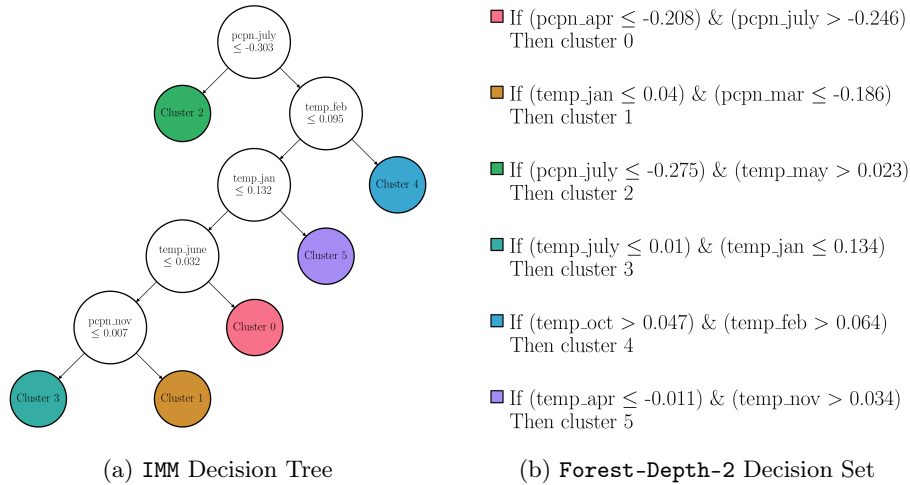 pcpn_july
≤ -0.303
Cluster 2
temp_feb
≤ 0.095
temp_jan
≤ 0.132
Cluster 4
temp_june
≤ 0.032
Cluster 5
pcpn_nov
≤ 0.007
Cluster 0
Cluster 3
Cluster 1
(a) IMM Decision Tree
If (pcpn_apr ≤ -0.208) & (pcpn_july > -0.246)
Then cluster 0
If (temp_jan ≤ 0.04) & (pcpn_mar ≤ -0.186)
Then cluster 1
If (pcpn_july ≤ -0.275) & (temp_may > 0.023)
Then cluster 2
If (temp_july ≤ 0.01) & (temp_jan ≤ 0.134)
Then cluster 3
If (temp_oct > 0.047) & (temp_feb > 0.064)
Then cluster 4
If (temp_apr ≤ -0.011) & (temp_nov > 0.034)
Then cluster 5
(b) Forest-Depth-2 Decision Set